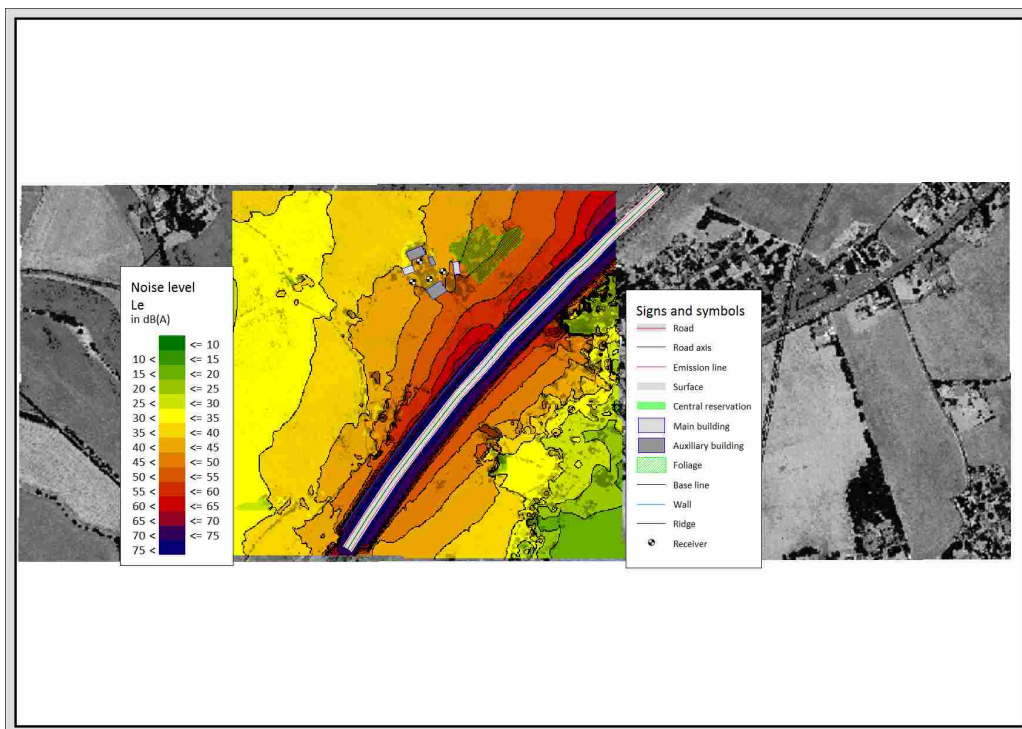 Noise level
Le
in dB(A)
<= 10
10 < <= 15
15 < <= 20
20 < <= 25
25 < <= 30
30 < <= 35
35 < <= 40
40 < <= 45
45 < <= 50
50 < <= 55
55 < <= 60
60 < <= 65
65 < <= 70
70 < <= 75
75 <
Signs and symbols
Road
Road axis
Emission line
Surface
Central reservation
Main building
Auxiliary building
Foliage
Base line
Wall
Ridge
Receiver